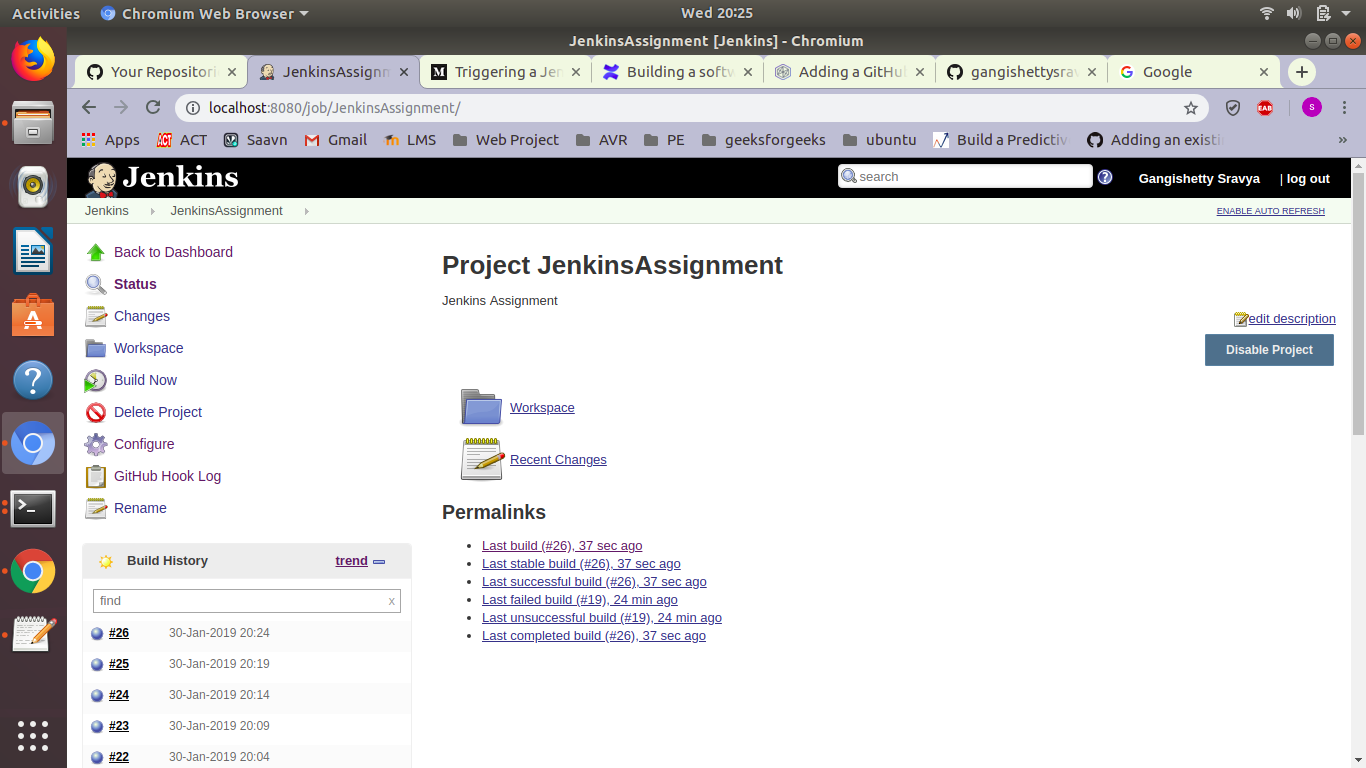 Activities Chromium Web Browser Wed 20:25
JenkinsAssignment [Jenkins] - Chromium
Your Repositori JenkinsAssignm Triggering a Jen Building a softw Adding a GitHub gangishettysrav Google
localhost:8080/job/JenkinsAssignment/ ABP S
Apps ACT ACT Saavn Gmail LMS Web Project AVR PE geeksforgeeks ubuntu Build a Predictiv Adding an existi »
Jenkins search Gangishetty Sravya | log out
Jenkins JenkinsAssignment ENABLE AUTO REFRESH
Back to Dashboard
Status
Changes
Workspace
Build Now
Delete Project
Configure
GitHub Hook Log
Rename
Build History trend
find x
#26 30-Jan-2019 20:24
#25 30-Jan-2019 20:19
#24 30-Jan-2019 20:14
#23 30-Jan-2019 20:09
#22 30-Jan-2019 20:04
Project JenkinsAssignment
Jenkins Assignment
edit description
Disable Project
Workspace
Recent Changes
Permalinks
Last build (#26), 37 sec ago
Last stable build (#26), 37 sec ago
Last successful build (#26), 37 sec ago
Last failed build (#19), 24 min ago
Last unsuccessful build (#19), 24 min ago
Last completed build (#26), 37 sec ago